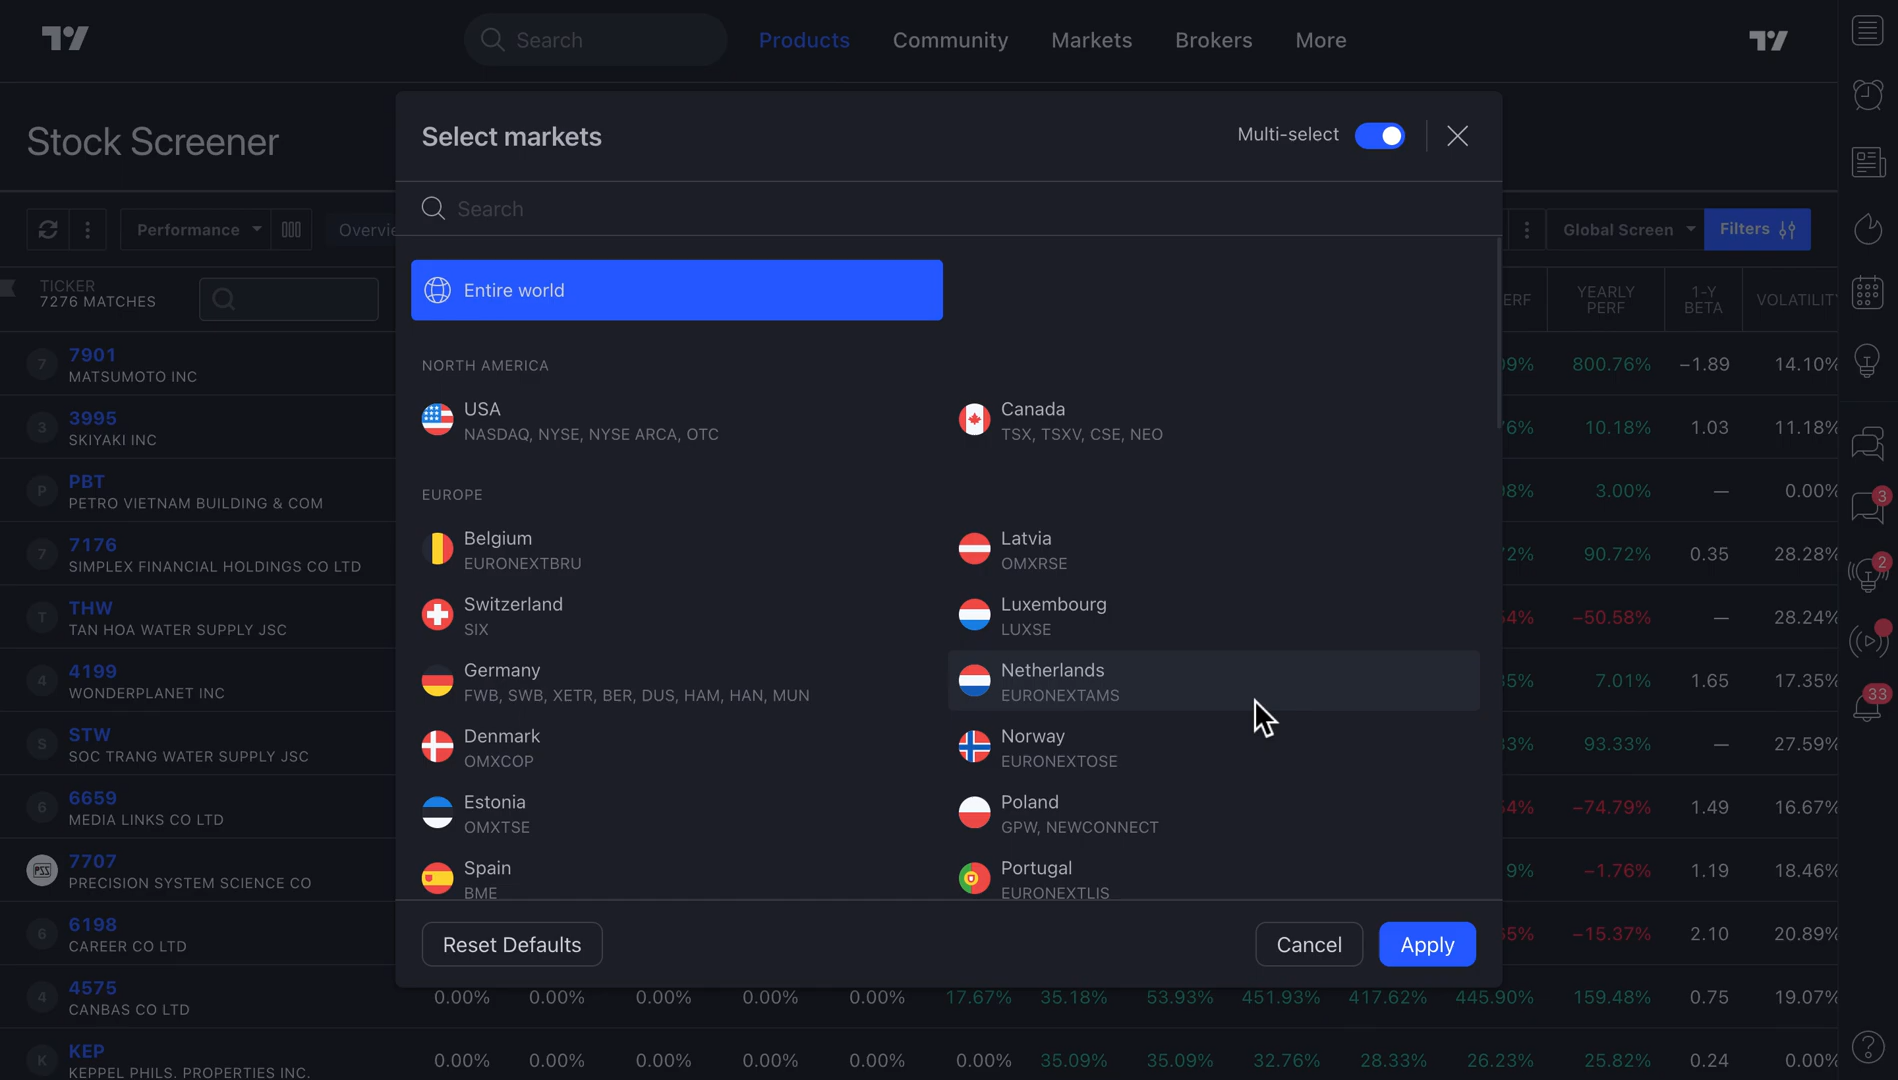 Search
Products
Community
Markets
Brokers
More
Stock Screener
Performance
Global Screen
Filters
TICKER
7276 MATCHES
YEARLY
PERF
1-Y
BETA
7
7901
MATSUMOTO INC
800.76% −1.89 14.10%
3
3995
SKIYAKI INC
10.18% 1.03 11.18%
P
PBT
PETRO VIETNAM BUILDING & COM
3.00% — 0.00%
7
7176
SIMPLEX FINANCIAL HOLDINGS CO LTD
90.72% 0.35 28.28%
T
THW
TAN HOA WATER SUPPLY JSC
−50.58% — 28.24%
4
4199
WONDERPLANET INC
7.01% 1.65 17.35%
S
STW
SOC TRANG WATER SUPPLY JSC
93.33% — 27.59%
6
6659
MEDIA LINKS CO LTD
−74.79% 1.49 16.67%
PSS
7707
PRECISION SYSTEM SCIENCE CO
−1.76% 1.19 18.46%
6
6198
CAREER CO LTD
−15.37% 2.10 20.89%
4
4575
CANBAS CO LTD
0.00% 0.00% 0.00% 0.00% 0.00% 17.67% 35.18% 53.93% 451.93% 417.62% 445.90% 159.48% 0.75 19.07%
K
KEP
KEPPEL PHILS. PROPERTIES INC.
0.00% 0.00% 0.00% 0.00% 0.00% 0.00% 35.09% 35.09% 32.76% 28.33% 26.23% 25.82% 0.24 0.00%
Select markets
Multi-select
Search
Entire world
NORTH AMERICA
USA
NASDAQ, NYSE, NYSE ARCA, OTC
Canada
TSX, TSXV, CSE, NEO
EUROPE
Belgium
EURONEXTBRU
Latvia
OMXRSE
Switzerland
SIX
Luxembourg
LUXSE
Germany
FWB, SWB, XETR, BER, DUS, HAM, HAN, MUN
Netherlands
EURONEXTAMS
Denmark
OMXCOP
Norway
EURONEXTOSE
Estonia
OMXTSE
Poland
GPW, NEWCONNECT
Spain
BME
Portugal
EURONEXTLIS
Reset Defaults
Cancel
Apply
3
2
33